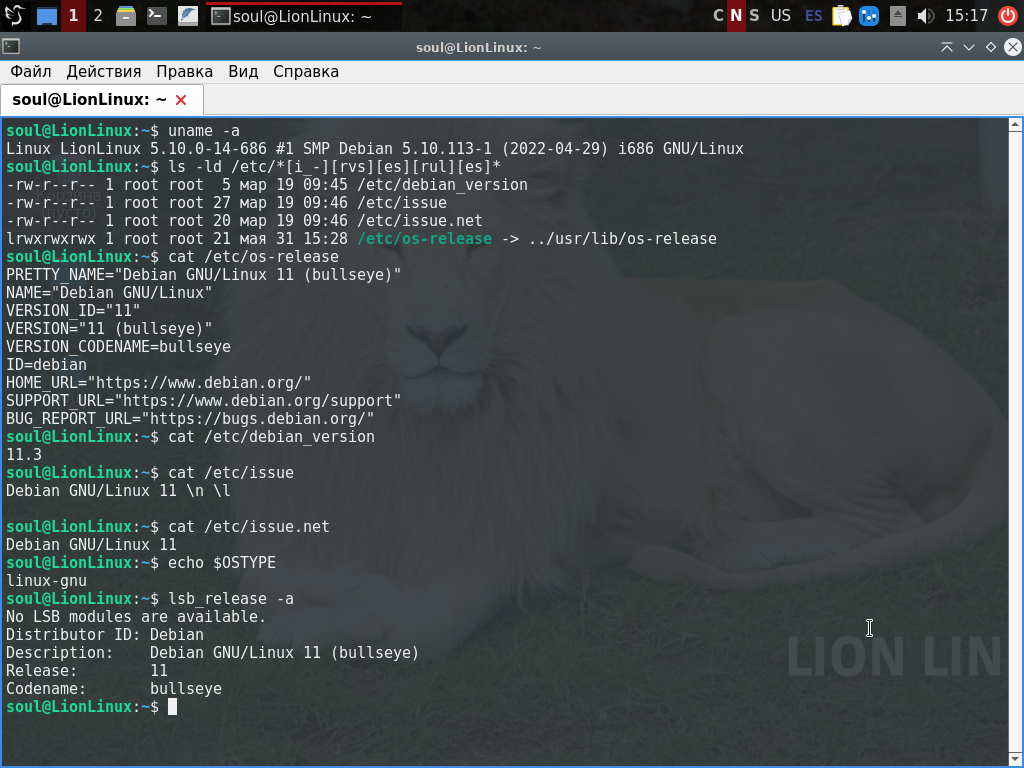 1 2 soul@LionLinux: ~ C N S US ES 15:17
soul@LionLinux: ~
Файл Действия Правка Вид Справка
soul@LionLinux: ~
soul@LionLinux:~$ uname -a
Linux LionLinux 5.10.0-14-686 #1 SMP Debian 5.10.113-1 (2022-04-29) i686 GNU/Linux
soul@LionLinux:~$ ls -ld /etc/*[i_-][rvs][es][rul][es]*
-rw-r--r-- 1 root root  5 мар 19 09:45 /etc/debian_version
-rw-r--r-- 1 root root 27 мар 19 09:46 /etc/issue
-rw-r--r-- 1 root root 20 мар 19 09:46 /etc/issue.net
lrwxrwxrwx 1 root root 21 мая 31 15:28 /etc/os-release -> ../usr/lib/os-release
soul@LionLinux:~$ cat /etc/os-release
PRETTY_NAME="Debian GNU/Linux 11 (bullseye)"
NAME="Debian GNU/Linux"
VERSION_ID="11"
VERSION="11 (bullseye)"
VERSION_CODENAME=bullseye
ID=debian
HOME_URL="https://www.debian.org/"
SUPPORT_URL="https://www.debian.org/support"
BUG_REPORT_URL="https://bugs.debian.org/"
soul@LionLinux:~$ cat /etc/debian_version
11.3
soul@LionLinux:~$ cat /etc/issue
Debian GNU/Linux 11 \n \l

soul@LionLinux:~$ cat /etc/issue.net
Debian GNU/Linux 11
soul@LionLinux:~$ echo $OSTYPE
linux-gnu
soul@LionLinux:~$ lsb_release -a
No LSB modules are available.
Distributor ID: Debian
Description:    Debian GNU/Linux 11 (bullseye)
Release:        11
Codename:       bullseye
soul@LionLinux:~$
LION LIN